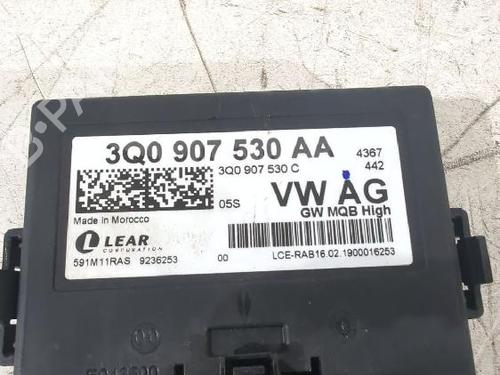 3Q0 907 530 AA 4367
3Q0 907 530 C 442
05S VW AG
GW MQB High
Made in Morocco
LEAR
CORPORATION
591M11RAS 9236253 00 LCE-RAB16.02.1900016253